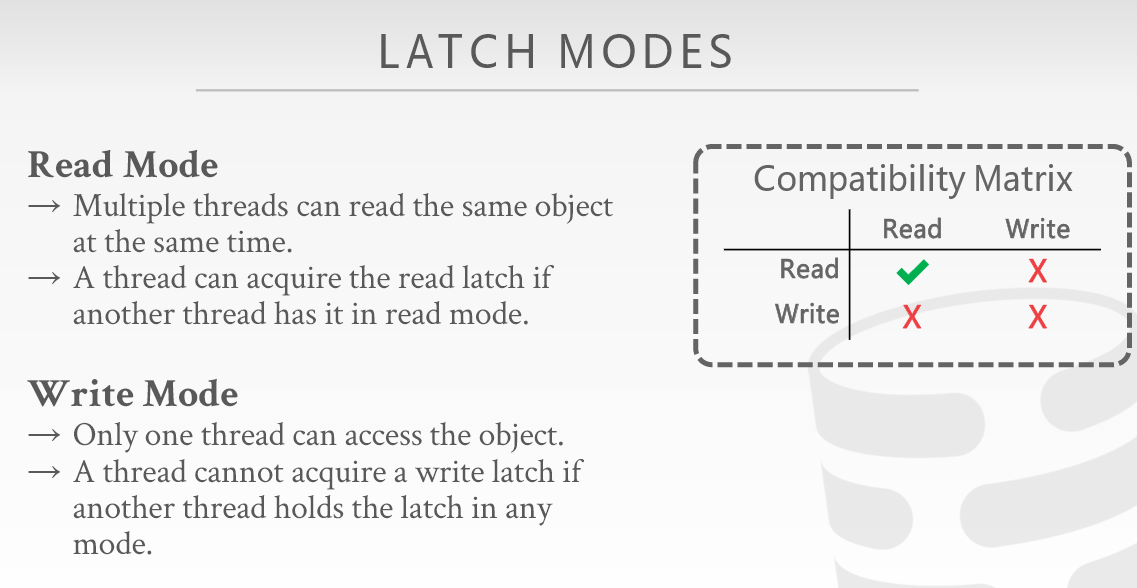 LATCH MODES
Read Mode
→ Multiple threads can read the same object
at the same time.
→ A thread can acquire the read latch if
another thread has it in read mode.
Write Mode
→ Only one thread can access the object.
→ A thread cannot acquire a write latch if
another thread holds the latch in any
mode.
Compatibility Matrix
Read Write
Read ✓ X
Write X X